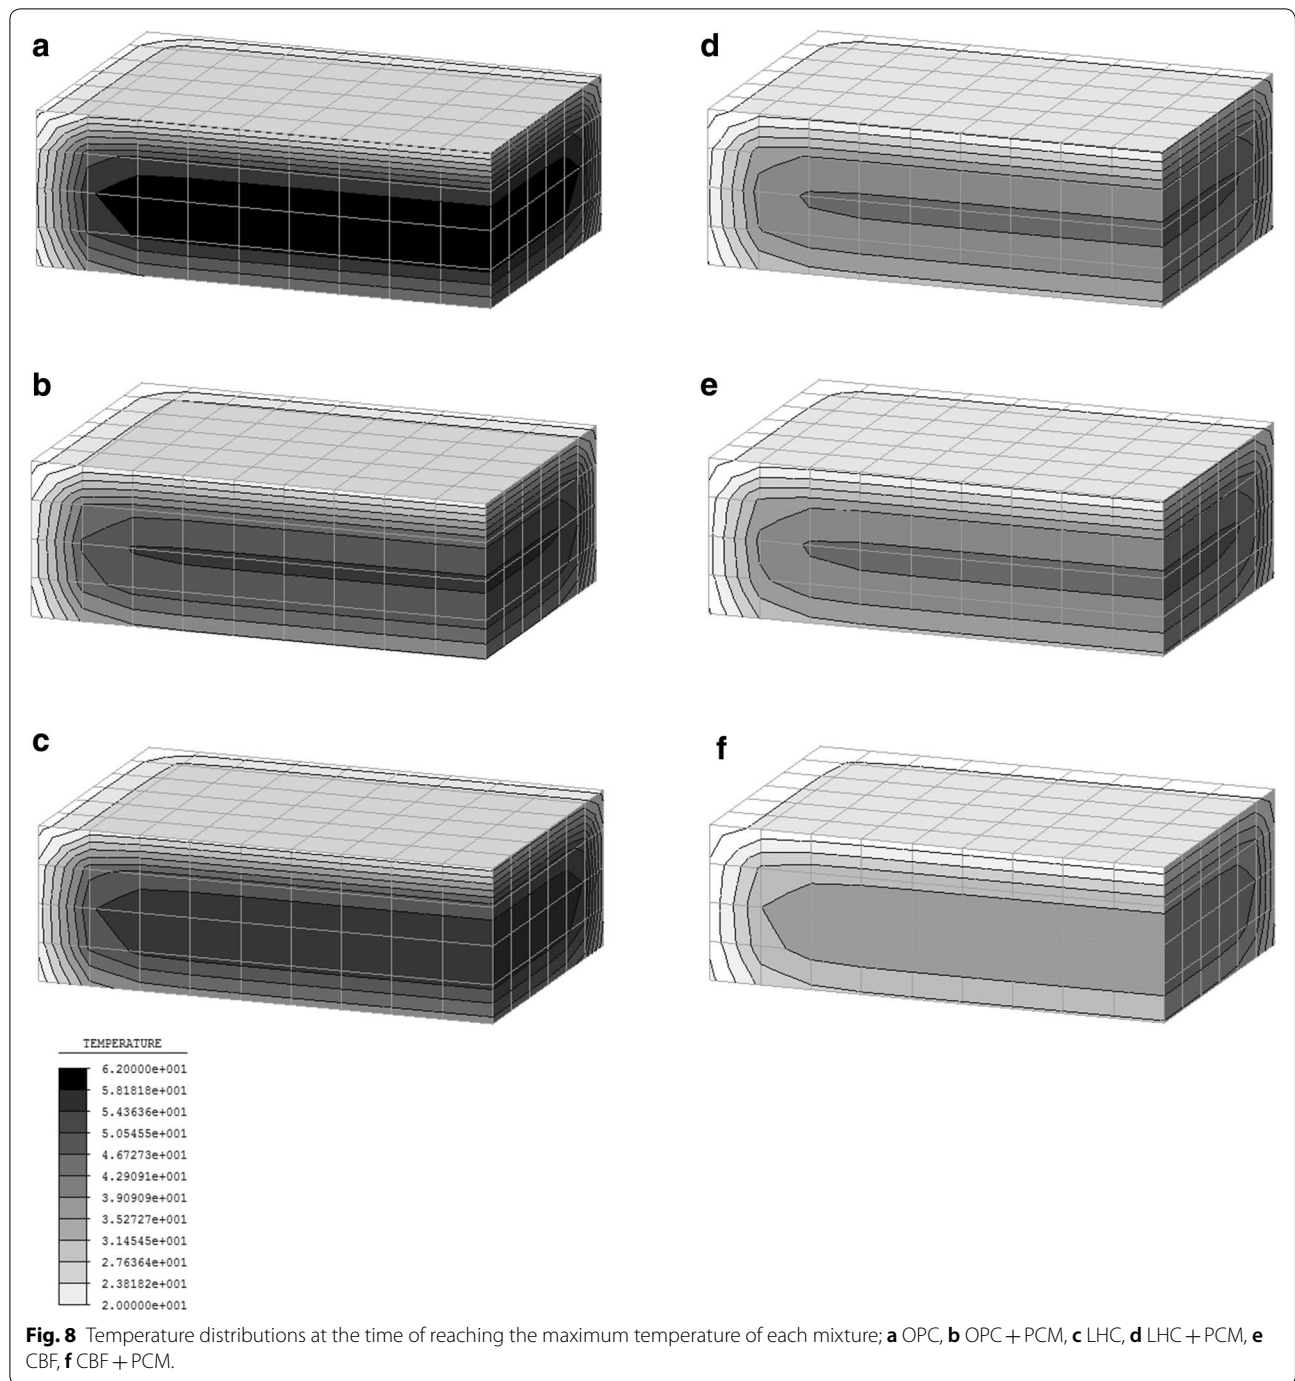 a
d
b
e
c
f
TEMPERATURE
6.20000e+001
5.81818e+001
5.43636e+001
5.05455e+001
4.67273e+001
4.29091e+001
3.90909e+001
3.52727e+001
3.14545e+001
2.76364e+001
2.38182e+001
2.00000e+001
Fig. 8 Temperature distributions at the time of reaching the maximum temperature of each mixture; a OPC, b OPC + PCM, c LHC, d LHC + PCM, e
CBF, f CBF + PCM.